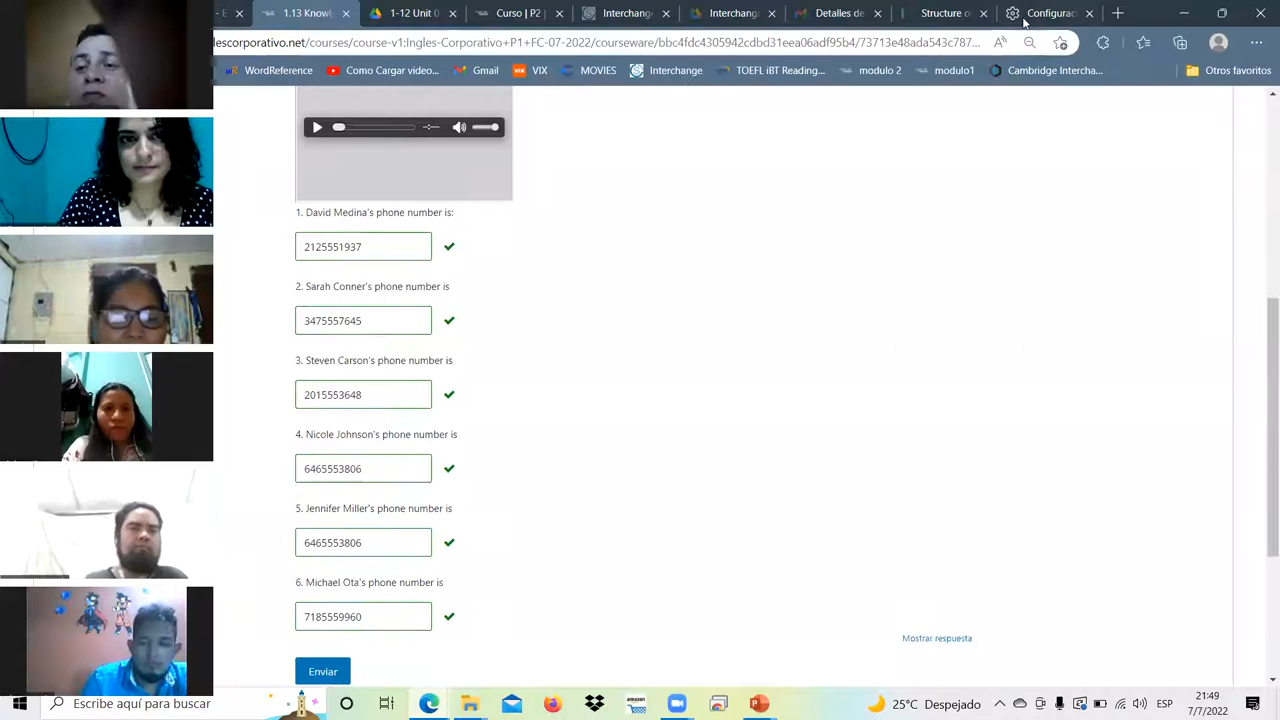 - E
1.13 Knowl
1-12 Unit 0
Curso | P2
Interchange
Interchang
Detalles de
Structure o
Configurac
lescorporativo.net/courses/course-v1:Ingles-Corporativo+P1+FC-07-2022/courseware/bbc4fdc4305942cdbd31eea06adf95b4/73713e48ada543c787...
WordReference
Como Cargar video...
Gmail
VIX
MOVIES
Interchange
TOEFL iBT Reading...
modulo 2
modulo1
Cambridge Intercha...
Otros favoritos
1. David Medina's phone number is:
2125551937
2. Sarah Conner's phone number is
3475557645
3. Steven Carson's phone number is
2015553648
4. Nicole Johnson's phone number is
6465553806
5. Jennifer Miller's phone number is
6465553806
6. Michael Ota's phone number is
7185559960
Mostrar respuesta
Enviar
Escribe aquí para buscar
amazon
25°C Despejado
ESP
21:49
7/7/2022